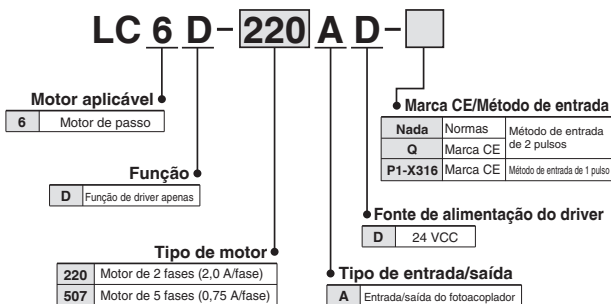 LC 6 D-220 A D-
Motor aplicável
6 Motor de passo
Função
D Função de driver apenas
Tipo de motor
220 Motor de 2 fases (2,0 A/fase)
507 Motor de 5 fases (0,75 A/fase)
Marca CE/Método de entrada
Nada Normas Método de entrada de 2 pulsos
Q Marca CE
P1-X316 Marca CE Método de entrada de 1 pulso
Fonte de alimentação do driver
D 24 VCC
Tipo de entrada/saída
A Entrada/saída do fotoacoplador